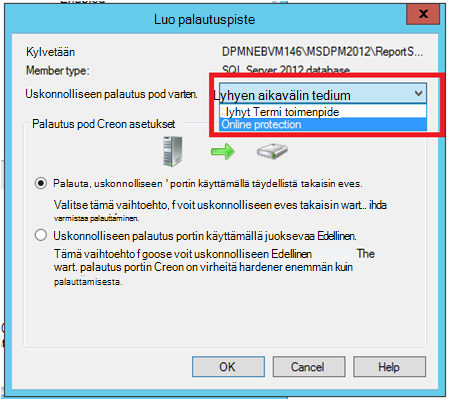 Luo palautuspiste
x
Kylvetään DPMNEBVM146\MSDPM2012\ReportS...
Member type: SQL Server 2012 database
Uskonnolliseen palautus pod varten. Lyhyen aikavälin tedium
lyhyt Termi toimenpide
Online protection
Palautus pod Creon asetukset
Palauta, uskonnolliseen ' portin käyttämällä täydellistä takaisin eves.
Valitse tämä vaihtoehto, f voit uskonnolliseen eves takaisin wart... ihda
varmistaa palauttäminen.
Uskonnolliseen palautus portin käyttämällä juoksevaa Edellinen.
Tämä vaihtoehto f goose voit uskonnolliseen Edellinen The
wart. palautus portin Creon on virheitä hardener enemmän kuin
palauttamisesta.
OK Cancel Help